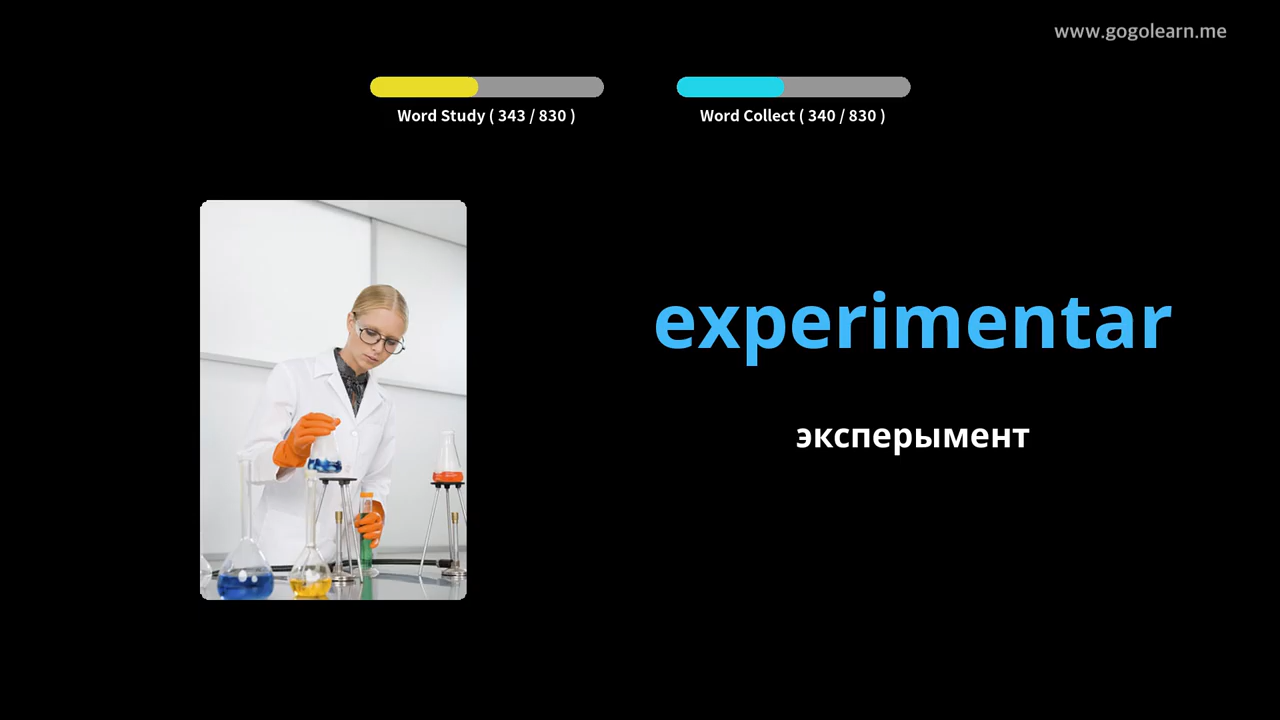 www.gogolearn.me
Word Study ( 343 / 830 )
Word Collect ( 340 / 830 )
experimentar
эксперымент